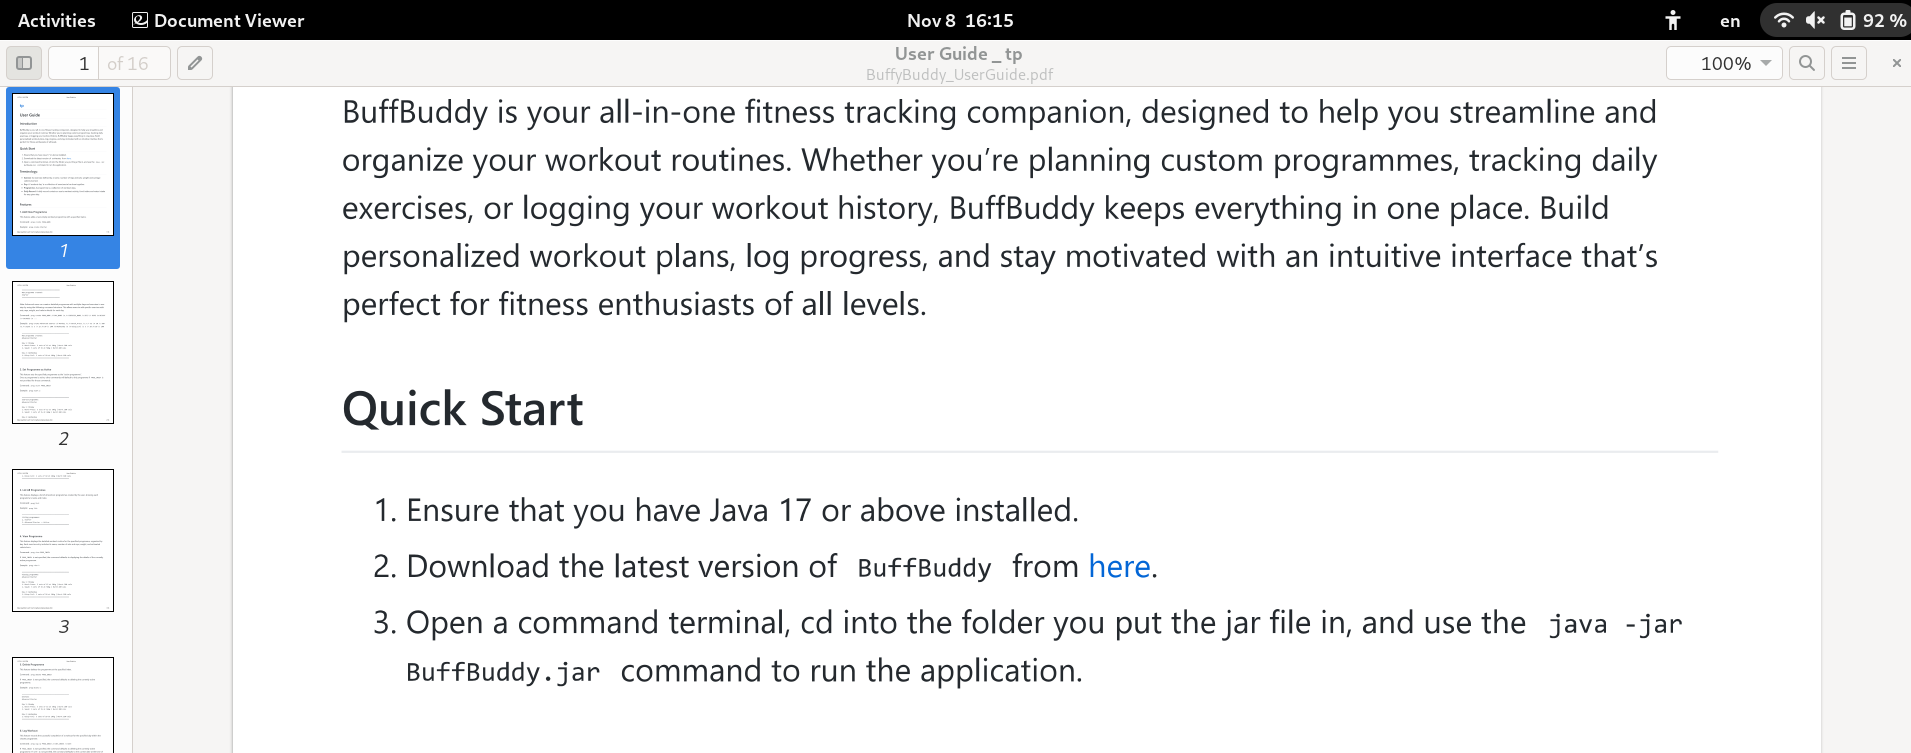 Activities
Document Viewer
Nov 8 16:15
en
92 %
1
of 16
User Guide _ tp
BuffyBuddy_UserGuide.pdf
100%
1
2
3
BuffBuddy is your all-in-one fitness tracking companion, designed to help you streamline and
organize your workout routines. Whether you’re planning custom programmes, tracking daily
exercises, or logging your workout history, BuffBuddy keeps everything in one place. Build
personalized workout plans, log progress, and stay motivated with an intuitive interface that’s
perfect for fitness enthusiasts of all levels.
Quick Start
1. Ensure that you have Java 17 or above installed.
2. Download the latest version of BuffBuddy from here.
3. Open a command terminal, cd into the folder you put the jar file in, and use the java -jar
BuffBuddy.jar command to run the application.